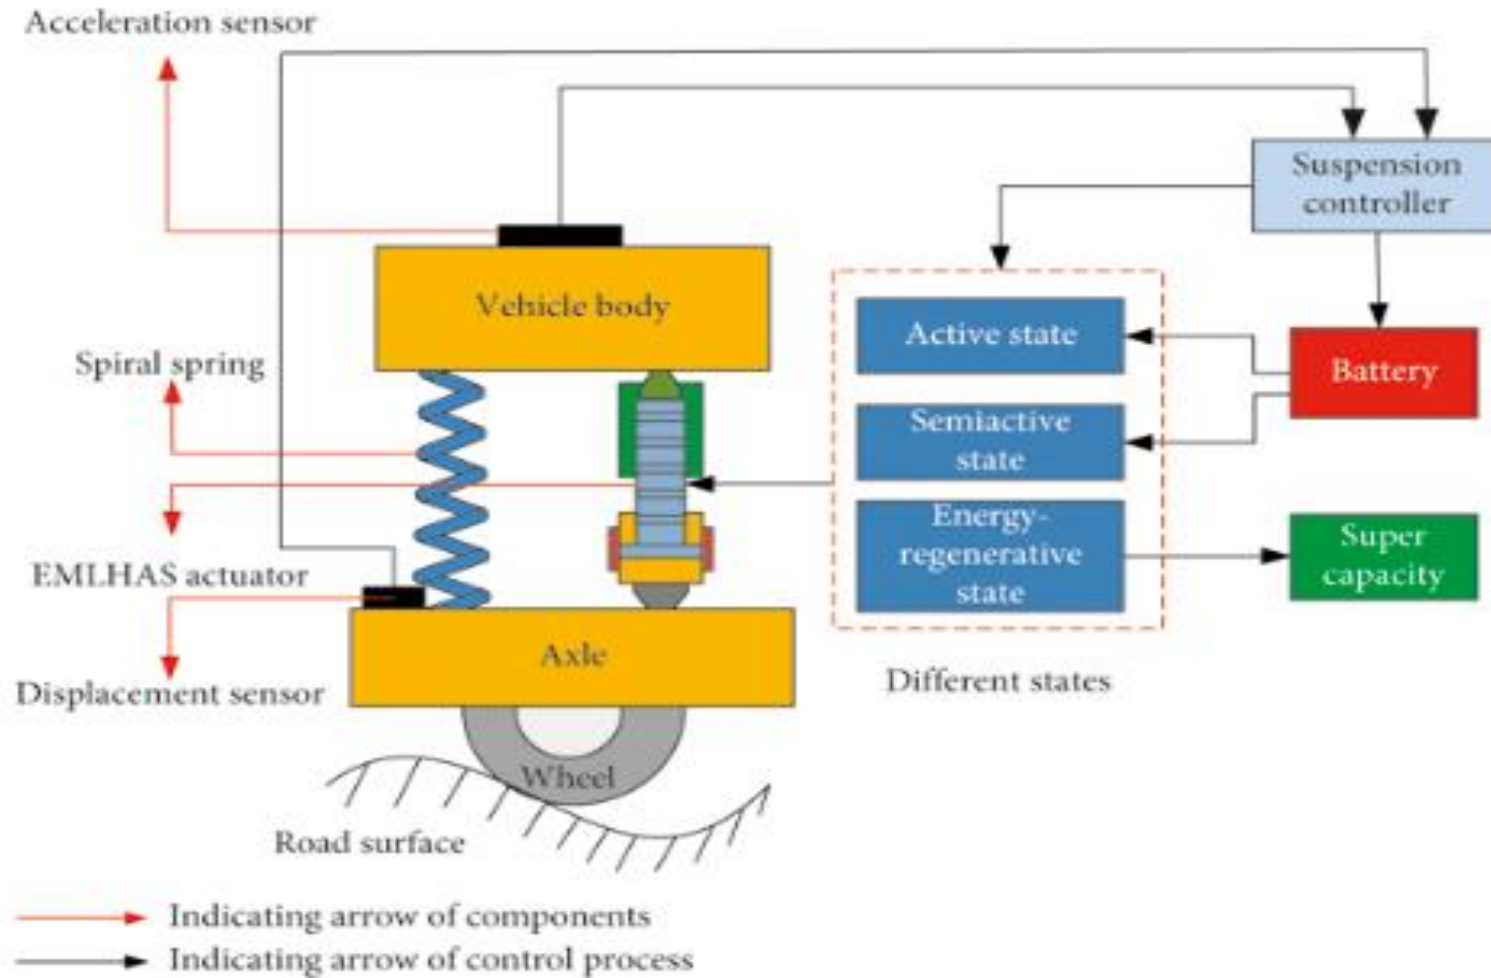 Acceleration sensor
Suspension
controller
Vehicle body
Active state
Spiral spring
Battery
Semiactive
state
Energy-
regenerative
state
Super
capacity
EMLHAS actuator
Axle
Displacement sensor
Different states
Wheel
Road surface
Indicating arrow of components
Indicating arrow of control process